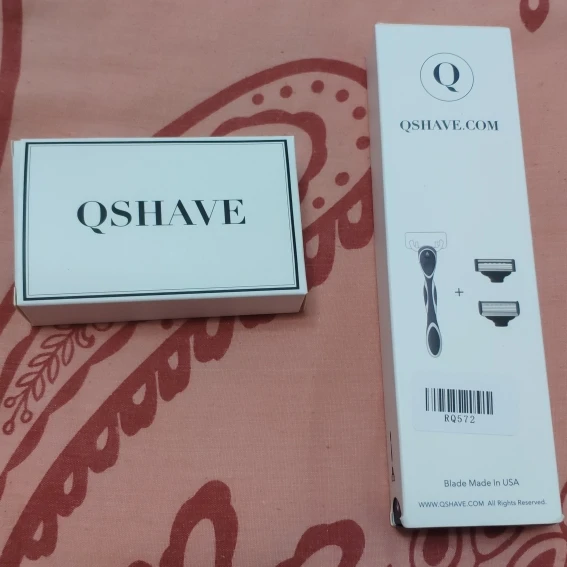 QSHAVE
Q
QSHAVE.COM
+
RQ572
Blade Made In USA
WWW.QSHAVE.COM All Rights Reserved.